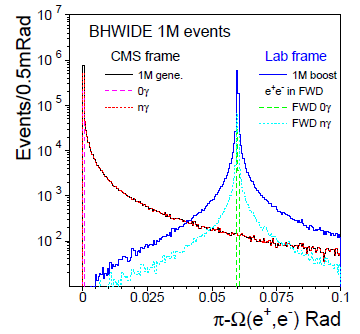 BHWIDE 1M events
CMS frame
1M gene.
0γ
nγ
Lab frame
1M boost
e⁺e⁻ in FWD
FWD 0γ
FWD nγ
Events/0.5mRad
10⁷
10⁶
10⁵
10⁴
10³
10²
0 0.025 0.05 0.075 0.1
π-Ω(e⁺,e⁻) Rad